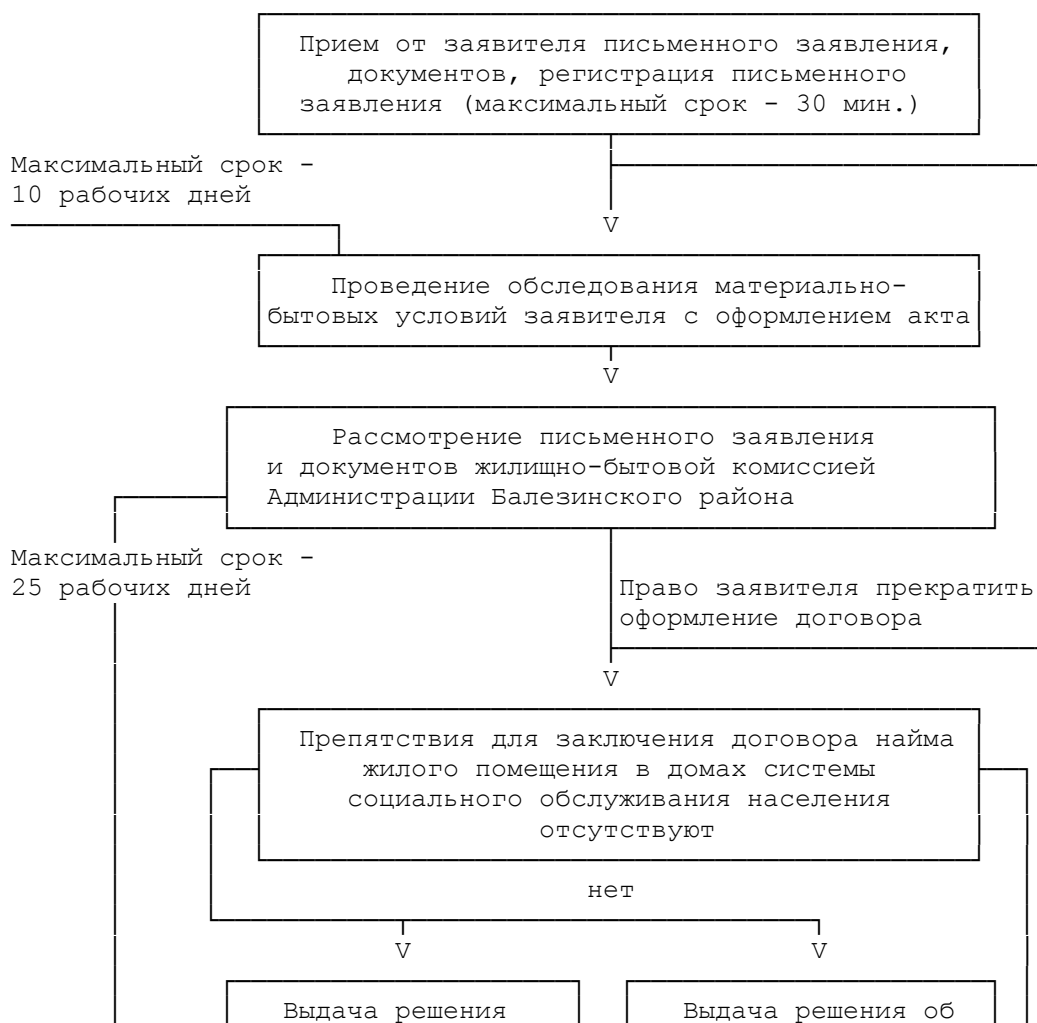 Прием от заявителя письменного заявления,
документов, регистрация письменного
заявления (максимальный срок - 30 мин.)
Максимальный срок -
10 рабочих дней
V
Проведение обследования материально-
бытовых условий заявителя с оформлением акта
V
Рассмотрение письменного заявления
и документов жилищно-бытовой комиссией
Администрации Балезинского района
Максимальный срок -
25 рабочих дней
Право заявителя прекратить
оформление договора
V
Препятствия для заключения договора найма
жилого помещения в домах системы
социального обслуживания населения
отсутствуют
нет
V V
Выдача решения
Выдача решения об